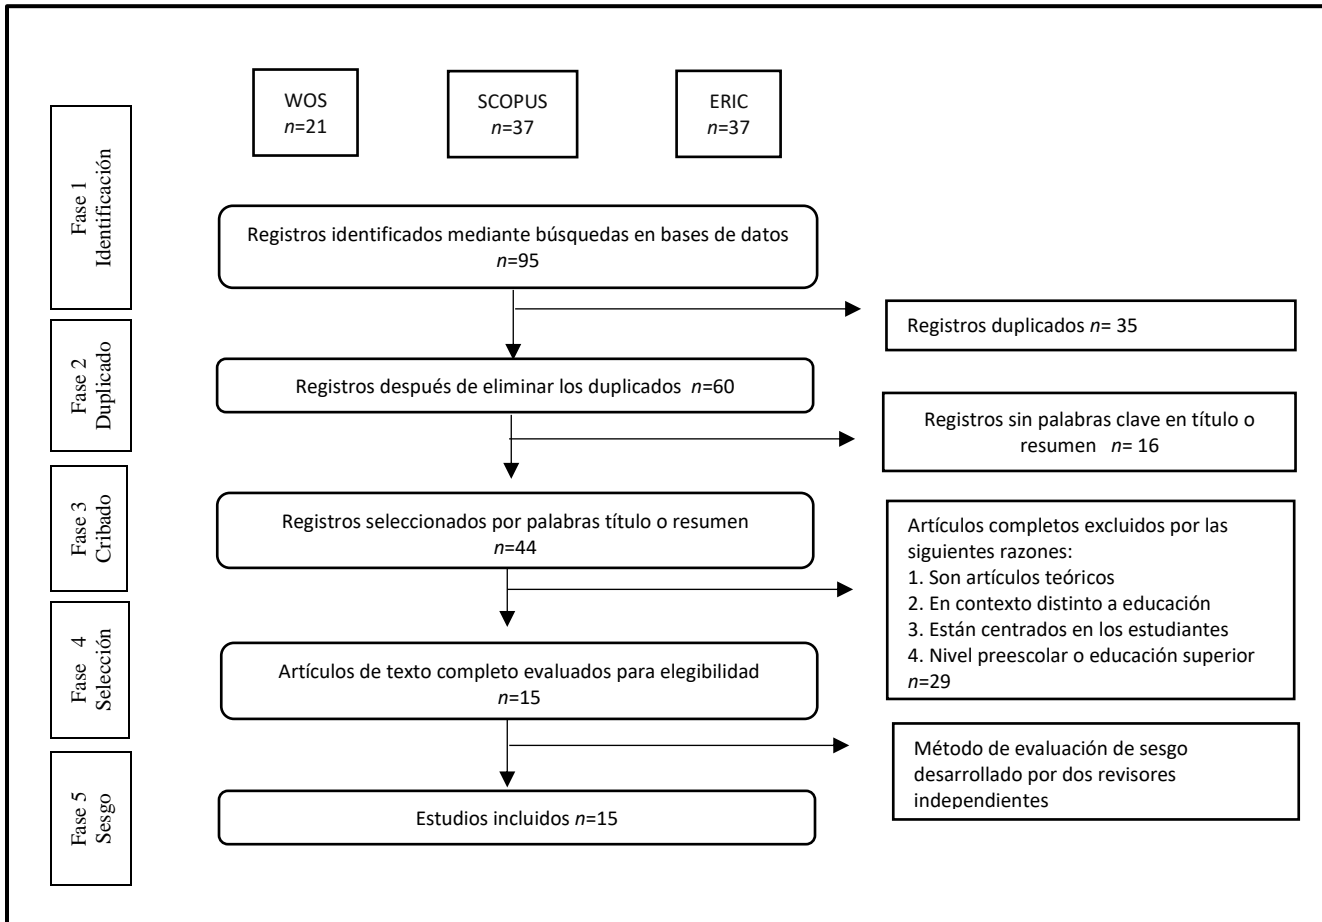 WOS
n=21
SCOPUS
n=37
ERIC
n=37
Fase 1
Identificación
Registros identificados mediante búsquedas en bases de datos
n=95
Registros duplicados n= 35
Fase 2
Duplicado
Registros después de eliminar los duplicados n=60
Registros sin palabras clave en título o
resumen n= 16
Fase 3
Cribado
Registros seleccionados por palabras título o resumen
n=44
Artículos completos excluidos por las
siguientes razones:
1. Son artículos teóricos
2. En contexto distinto a educación
3. Están centrados en los estudiantes
4. Nivel preescolar o educación superior
n=29
Fase 4
Selección
Artículos de texto completo evaluados para elegibilidad
n=15
Método de evaluación de sesgo
desarrollado por dos revisores
independientes
Fase 5
Sesgo
Estudios incluidos n=15